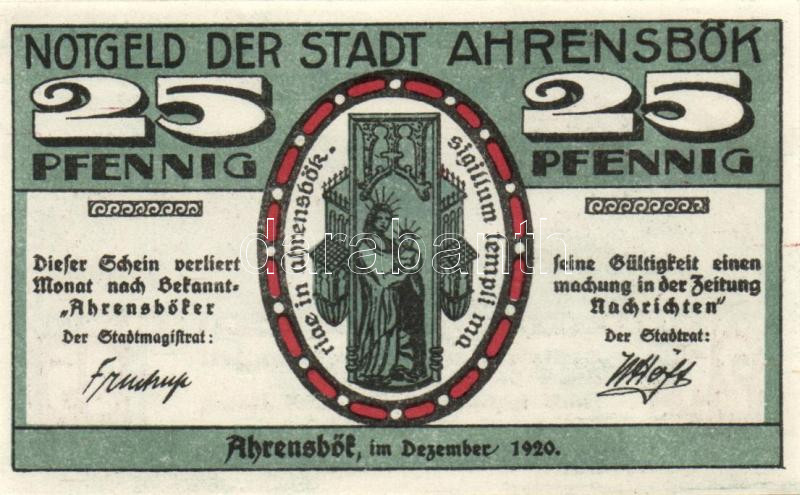 NOTGELD DER STADT AHRENSBÖK
25 25
PFENNIG PFENNIG
sigillum templi ma
riae in ahrensbök.
Dieser Schein verliert seine Gültigkeit einen
Monat nach Bekannt- machung in der Zeitung
„Ahrensböker Nachrichten"
Der Stadtmagistrat: Der Stadtrat:
Ahrensbök, im Dezember 1920.
darabanth